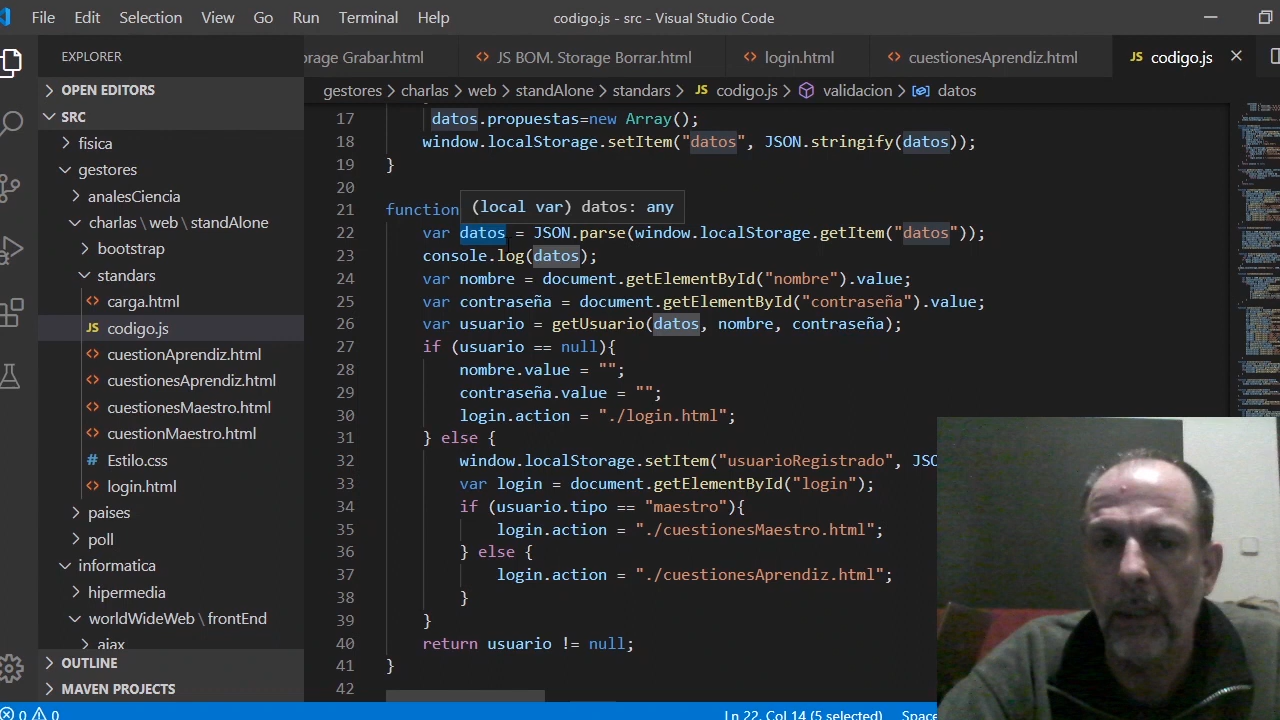 File Edit Selection View Go Run Terminal Help codigo.js - src - Visual Studio Code
EXPLORER
orage Grabar.html JS BOM. Storage Borrar.html login.html cuestionesAprendiz.html JS codigo.js
OPEN EDITORS
gestores > charlas > web > standAlone > standars > JS codigo.js > validacion > datos
SRC
fisica
gestores
analesCiencia
charlas \ web \ standAlone
bootstrap
standars
carga.html
JS codigo.js
cuestionAprendiz.html
cuestionesAprendiz.html
cuestionesMaestro.html
cuestionMaestro.html
# Estilo.css
login.html
paises
poll
informatica
hipermedia
worldWideWeb \ frontEnd
ajax
OUTLINE
MAVEN PROJECTS
17 datos.propuestas=new Array();
18 window.localStorage.setItem("datos", JSON.stringify(datos));
19 }
20
(local var) datos: any
21 function
22 var datos = JSON.parse(window.localStorage.getItem("datos"));
23 console.log(datos);
24 var nombre = document.getElementById("nombre").value;
25 var contraseña = document.getElementById("contraseña").value;
26 var usuario = getUsuario(datos, nombre, contraseña);
27 if (usuario == null){
28 nombre.value = "";
29 contraseña.value = "";
30 login.action = "./login.html";
31 } else {
32 window.localStorage.setItem("usuarioRegistrado", JSO
33 var login = document.getElementById("login");
34 if (usuario.tipo == "maestro"){
35 login.action = "./cuestionesMaestro.html";
36 } else {
37 login.action = "./cuestionesAprendiz.html";
38 }
39 }
40 return usuario != null;
41 }
42
0 0 Ln 22, Col 14 (5 selected) Space